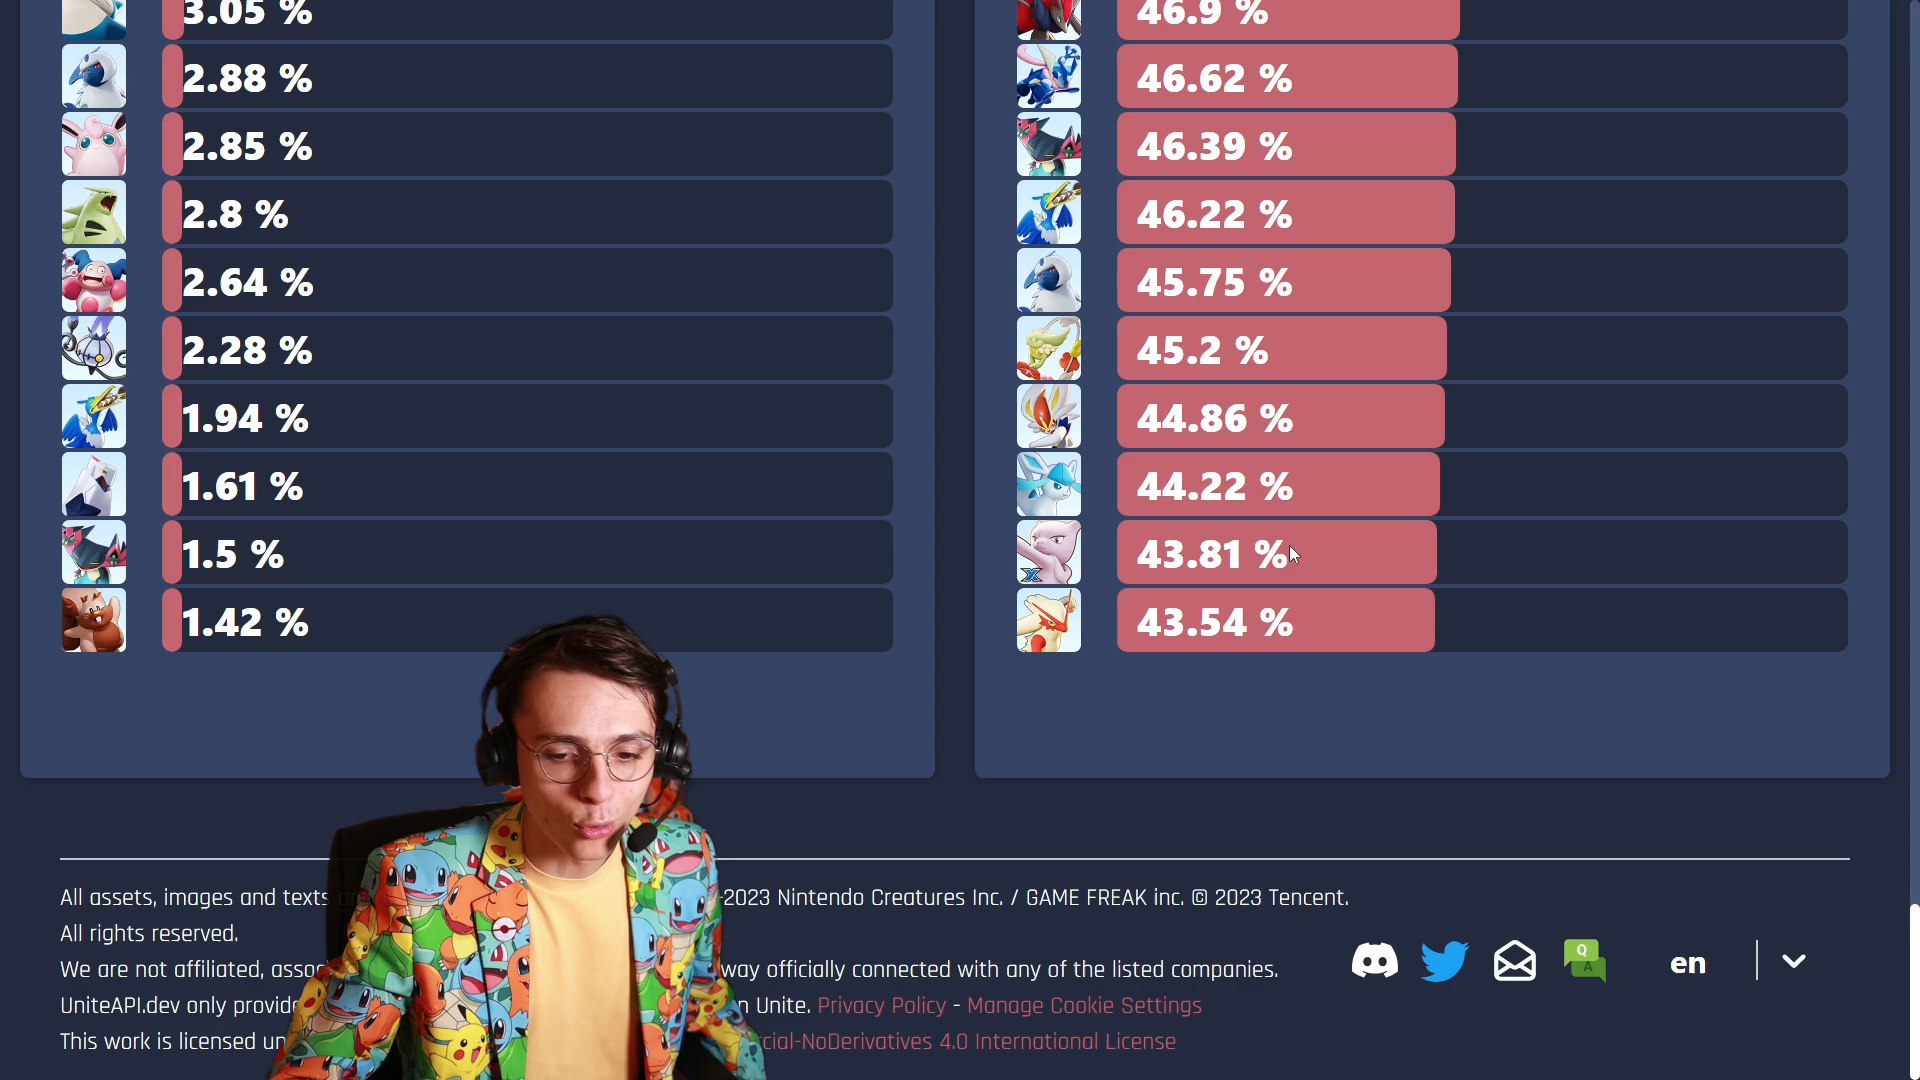 3.05 %
2.88 %
2.85 %
2.8 %
2.64 %
2.28 %
1.94 %
1.61 %
1.5 %
1.42 %
46.9 %
46.62 %
46.39 %
46.22 %
45.75 %
45.2 %
44.86 %
44.22 %
43.81 %
43.54 %
All assets, images and texts -2023 Nintendo Creatures Inc. / GAME FREAK inc. © 2023 Tencent.
All rights reserved.
We are not affiliated, way officially connected with any of the listed companies.
UniteAPI.dev only Unite. Privacy Policy - Manage Cookie Settings
This work is licensed NoDerivatives 4.0 International License
Q
A
en